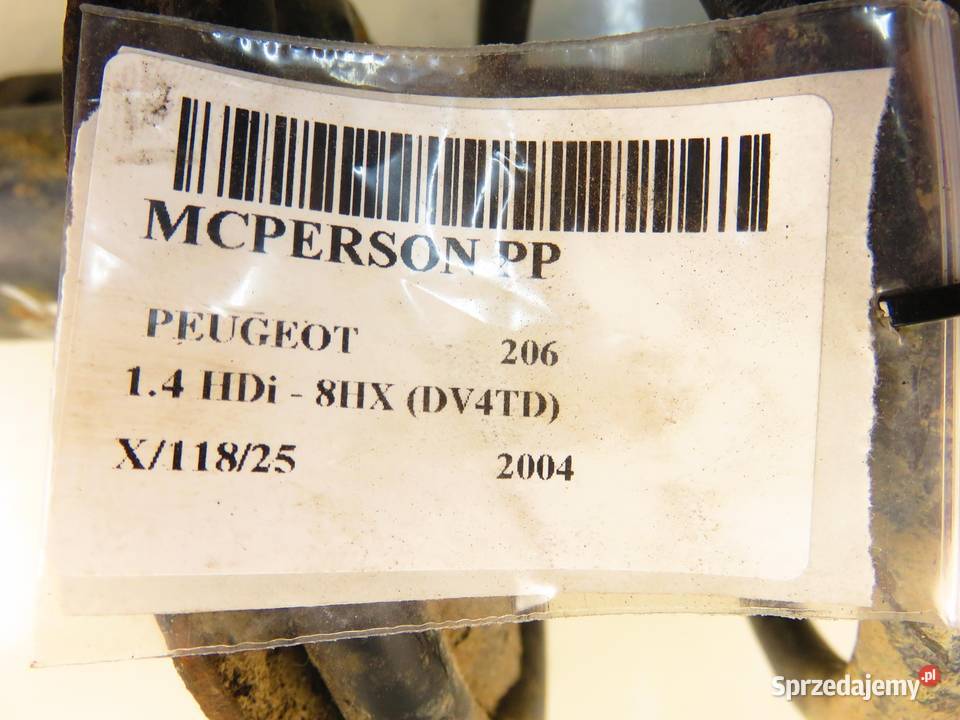 MCPERSON PP
PEUGEOT 206
1.4 HDi - 8HX (DV4TD)
X/118/25 2004
Sprzedajemy.pl